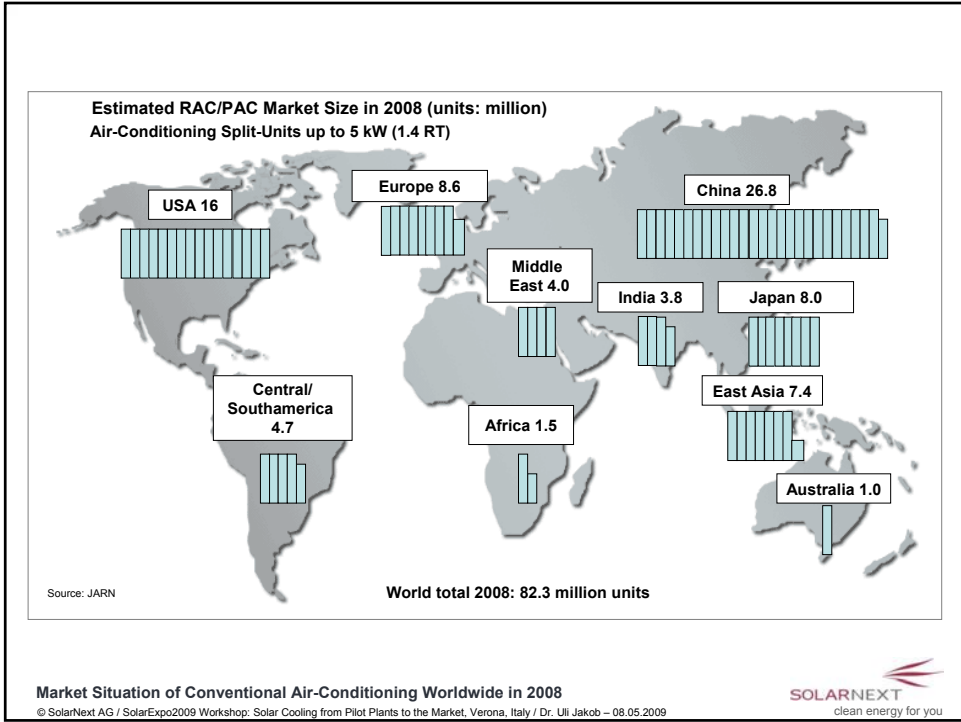 Estimated RAC/PAC Market Size in 2008 (units: million)
Air-Conditioning Split-Units up to 5 kW (1.4 RT)
USA 16
Europe 8.6
China 26.8
Middle
East 4.0
India 3.8
Japan 8.0
Central/
Southamerica
4.7
Africa 1.5
East Asia 7.4
Australia 1.0
Source: JARN
World total 2008: 82.3 million units
Market Situation of Conventional Air-Conditioning Worldwide in 2008
© SolarNext AG / SolarExpo2009 Workshop: Solar Cooling from Pilot Plants to the Market, Verona, Italy / Dr. Uli Jakob – 08.05.2009
SOLARNEXT
clean energy for you